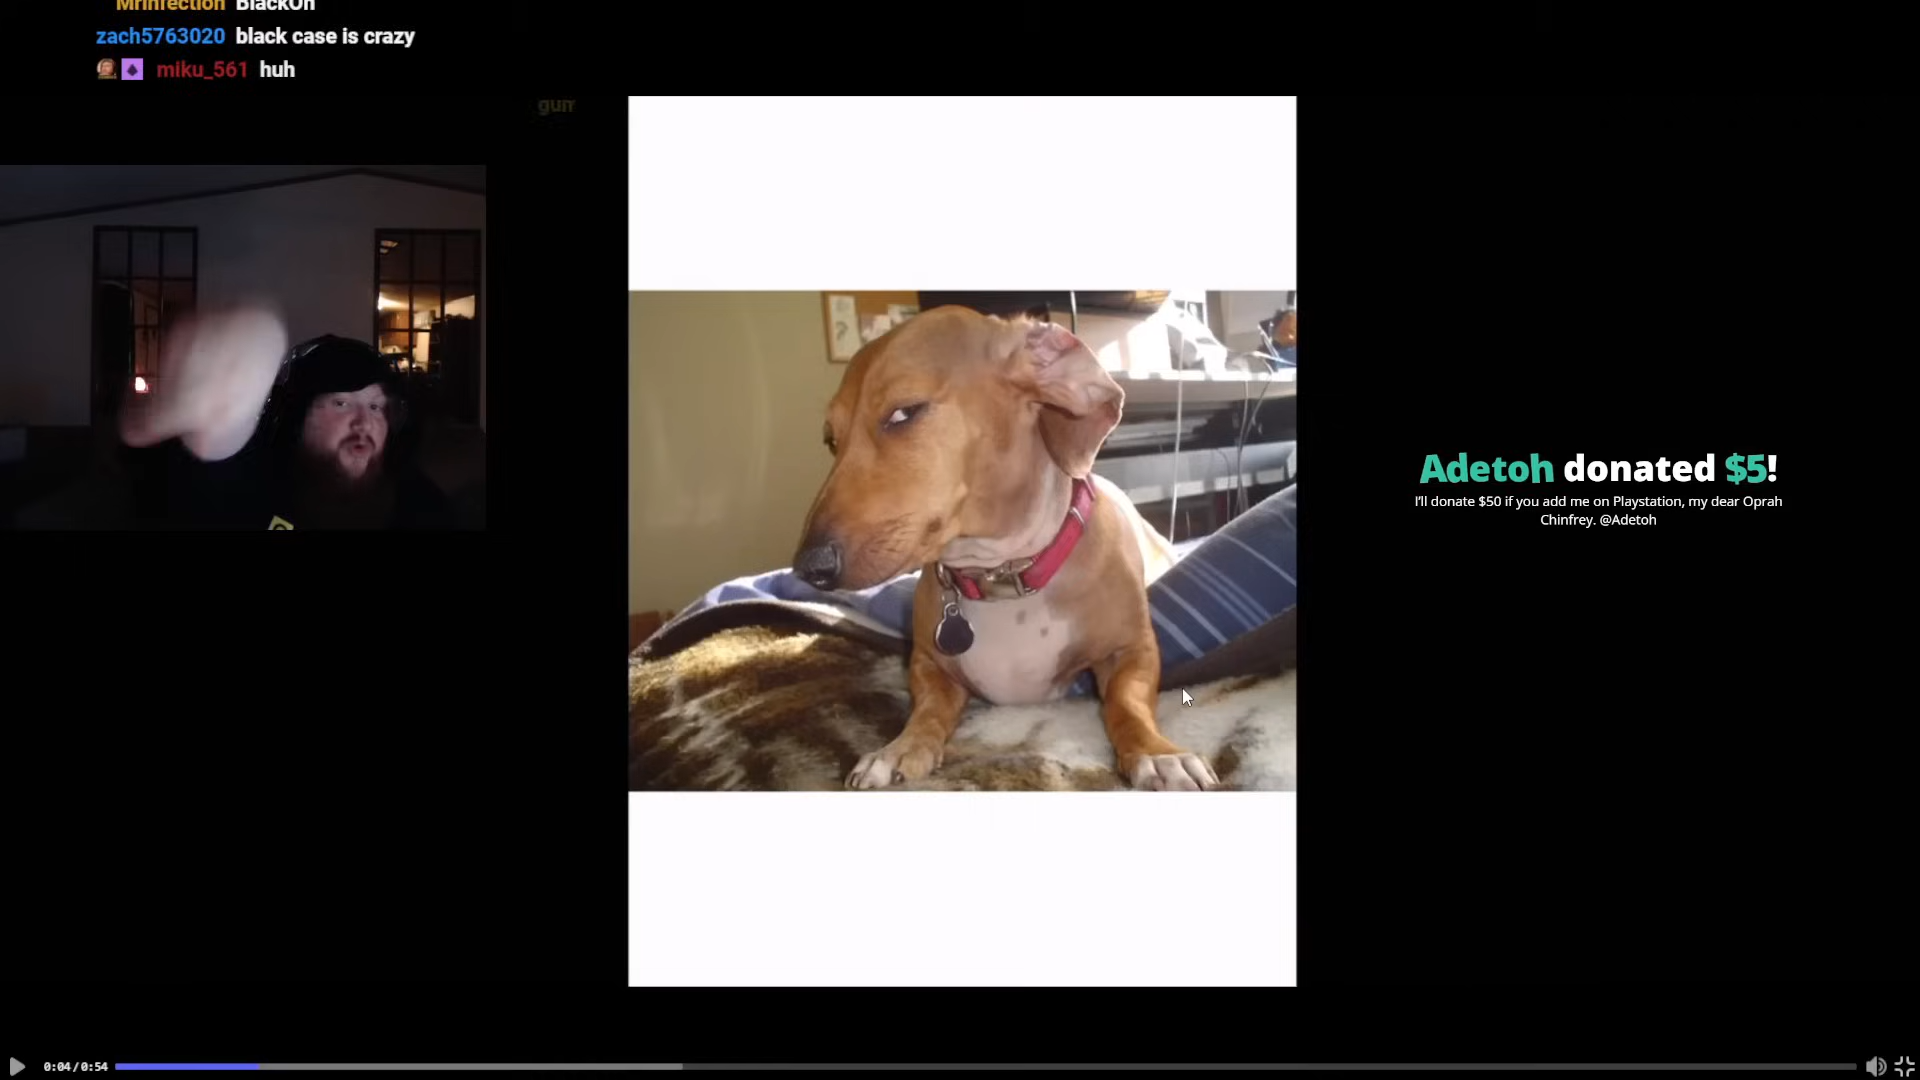 MrInfection BlackOh
zach5763020 black case is crazy
miku_561 huh
Adetoh donated $5!
I'll donate $50 if you add me on Playstation, my dear Oprah
Chinfrey. @Adetoh
0:04/0:54